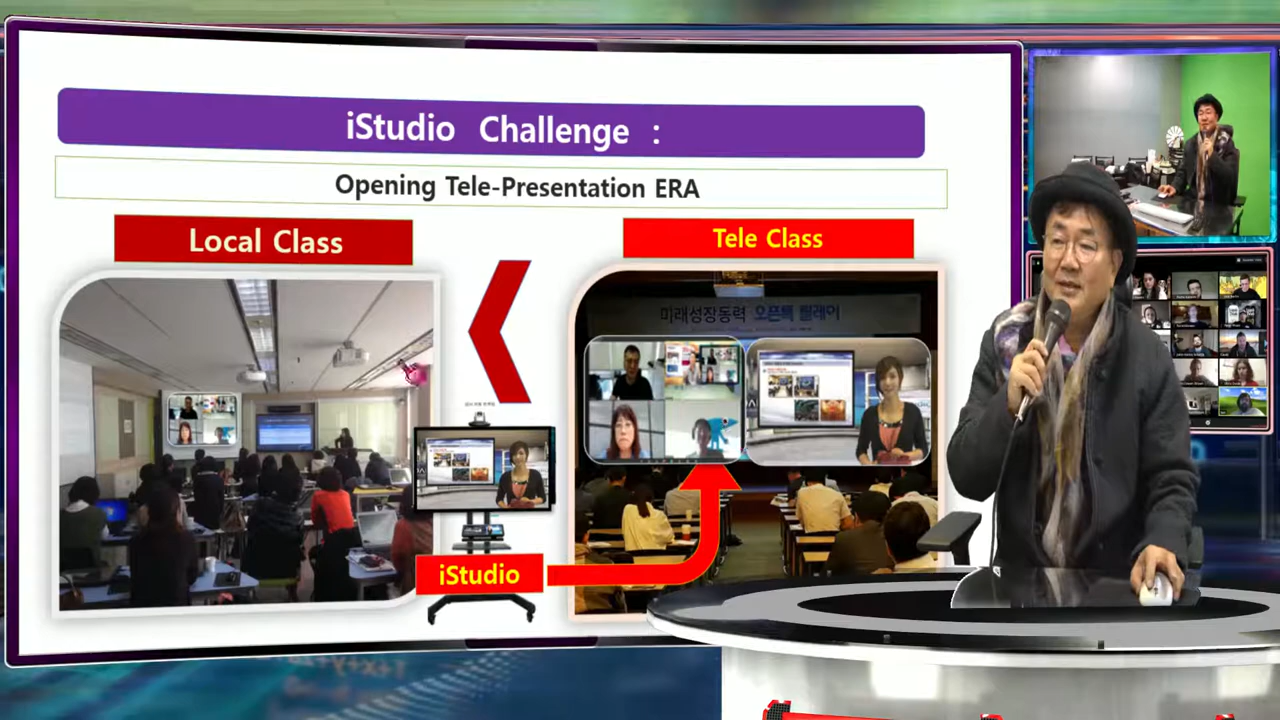 iStudio Challenge :
Opening Tele-Presentation ERA
Local Class
Tele Class
미래성장동력 오픈톡 릴레이
iStudio